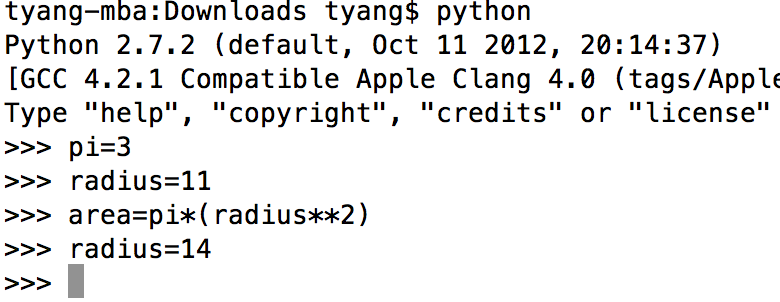 tyang-mba:Downloads tyang$ python
Python 2.7.2 (default, Oct 11 2012, 20:14:37)
[GCC 4.2.1 Compatible Apple Clang 4.0 (tags/Apple
Type "help", "copyright", "credits" or "license"
>>> pi=3
>>> radius=11
>>> area=pi*(radius**2)
>>> radius=14
>>>